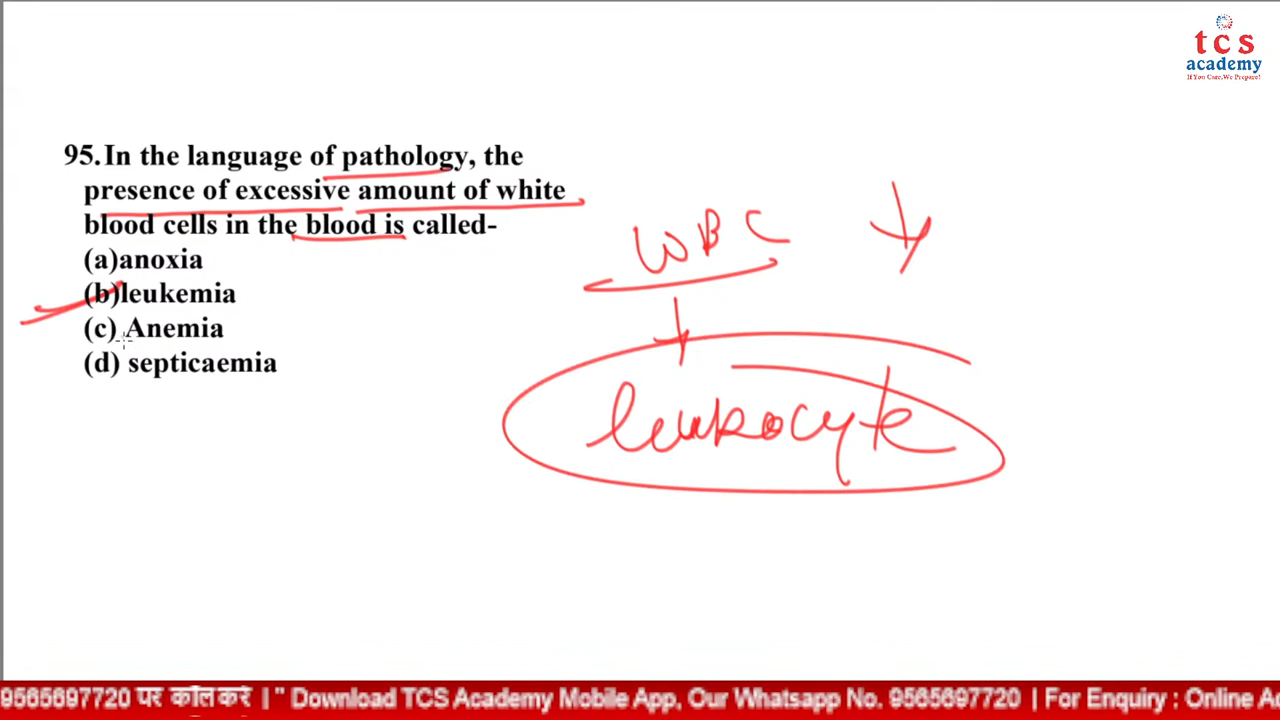 tcs
academy
If You Care,We Prepare!
95.In the language of pathology, the
presence of excessive amount of white
blood cells in the blood is called-
(a)anoxia
(b)leukemia
(c) Anemia
(d) septicaemia
WBC
leukocyte
9565697720 पर कॉल करें | " Download TCS Academy Mobile App, Our Whatsapp No. 9565697720 | For Enquiry : Online A